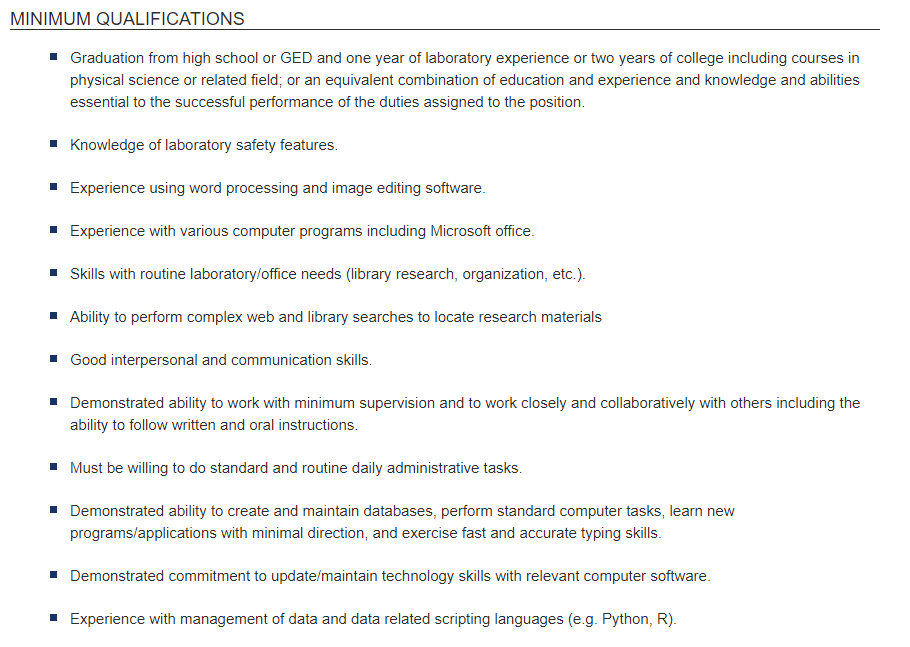 MINIMUM QUALIFICATIONS
Graduation from high school or GED and one year of laboratory experience or two years of college including courses in
physical science or related field; or an equivalent combination of education and experience and knowledge and abilities
essential to the successful performance of the duties assigned to the position.
Knowledge of laboratory safety features.
Experience using word processing and image editing software.
Experience with various computer programs including Microsoft office.
Skills with routine laboratory/office needs (library research, organization, etc.).
Ability to perform complex web and library searches to locate research materials
Good interpersonal and communication skills.
Demonstrated ability to work with minimum supervision and to work closely and collaboratively with others including the
ability to follow written and oral instructions.
Must be willing to do standard and routine daily administrative tasks.
Demonstrated ability to create and maintain databases, perform standard computer tasks, learn new
programs/applications with minimal direction, and exercise fast and accurate typing skills.
Demonstrated commitment to update/maintain technology skills with relevant computer software.
Experience with management of data and data related scripting languages (e.g. Python, R).